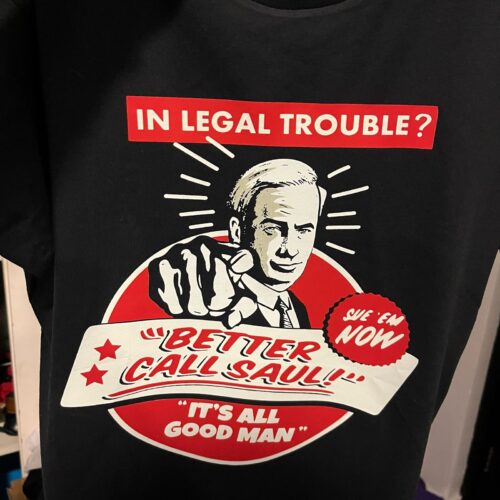 IN LEGAL TROUBLE?
SUE 'EM
NOW
"BETTER
CALL SAUL!"
"IT'S ALL
GOOD MAN"